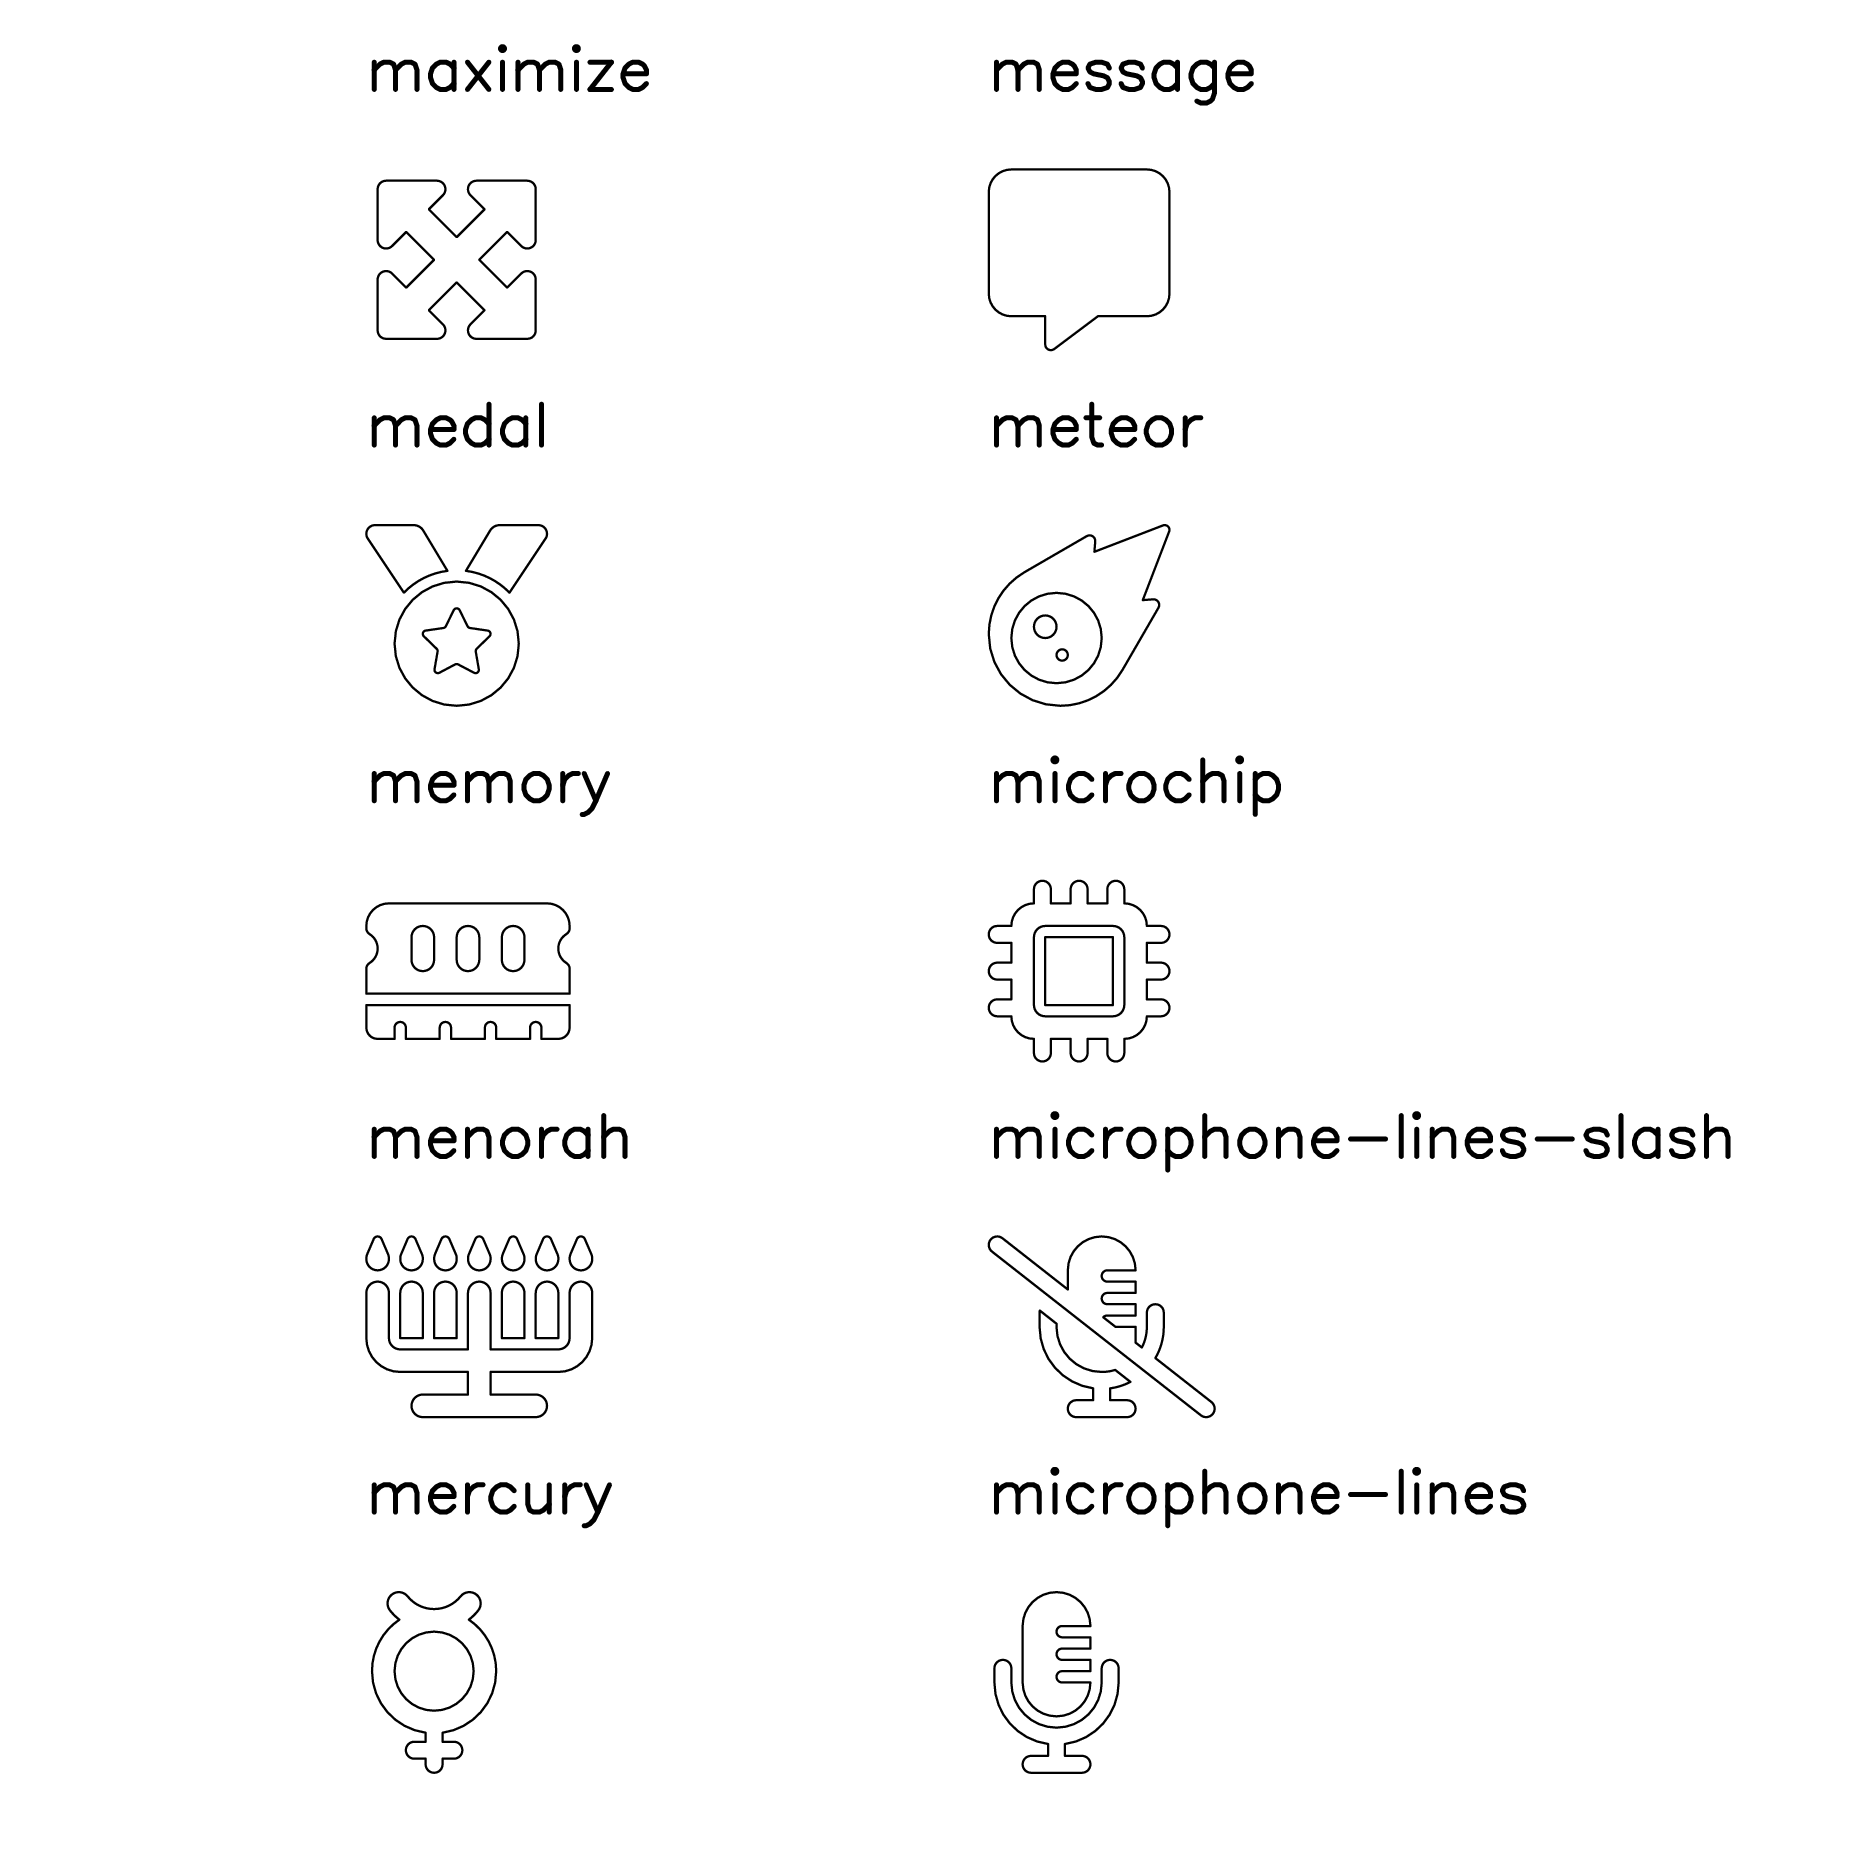 maximize
message
medal
meteor
memory
microchip
menorah
microphone-lines-slash
mercury
microphone-lines